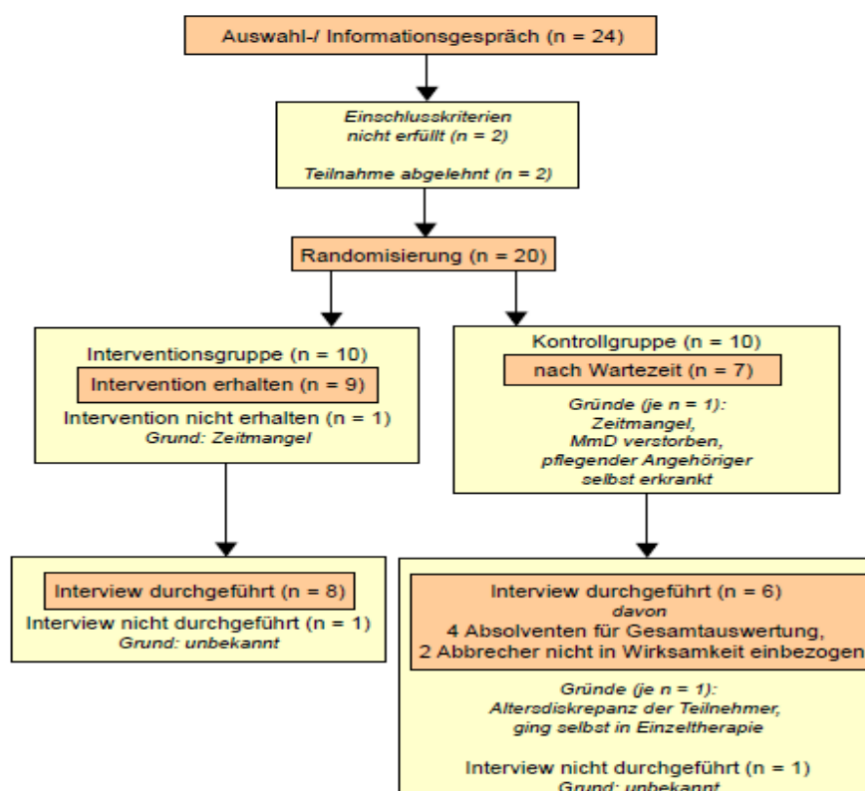 Auswahl-/ Informationsgespräch (n = 24)
Einschlusskriterien
nicht erfüllt (n = 2)
Teilnahme abgelehnt (n = 2)
Randomisierung (n = 20)
Interventionsgruppe (n = 10)
Intervention erhalten (n = 9)
Intervention nicht erhalten (n = 1)
Grund: Zeitmangel
Kontrollgruppe (n = 10)
nach Wartezeit (n = 7)
Gründe (je n = 1):
Zeitmangel,
MmD verstorben,
pflegender Angehöriger
selbst erkrankt
Interview durchgeführt (n = 8)
Interview nicht durchgeführt (n = 1)
Grund: unbekannt
Interview durchgeführt (n = 6)
davon
4 Absolventen für Gesamtauswertung,
2 Abbrecher nicht in Wirksamkeit einbezogen
Gründe (je n = 1):
Altersdiskrepanz der Teilnehmer,
ging selbst in Einzeltherapie
Interview nicht durchgeführt (n = 1)
Grund: unbekannt